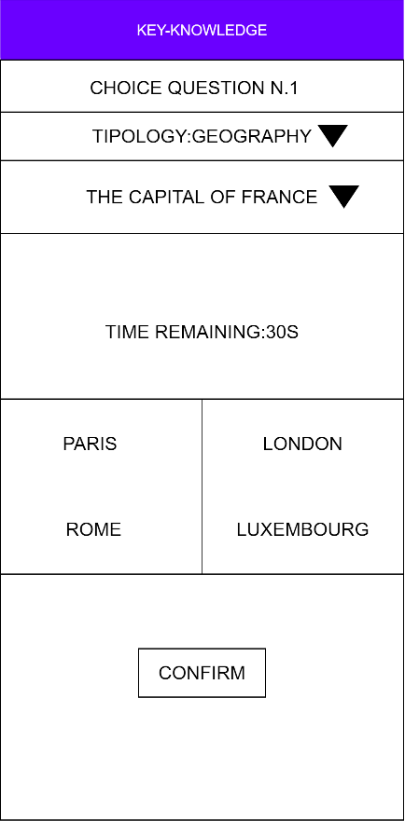 KEY-KNOWLEDGE
CHOICE QUESTION N.1
TIPOLOGY:GEOGRAPHY
THE CAPITAL OF FRANCE
TIME REMAINING:30S
PARIS
LONDON
ROME
LUXEMBOURG
CONFIRM